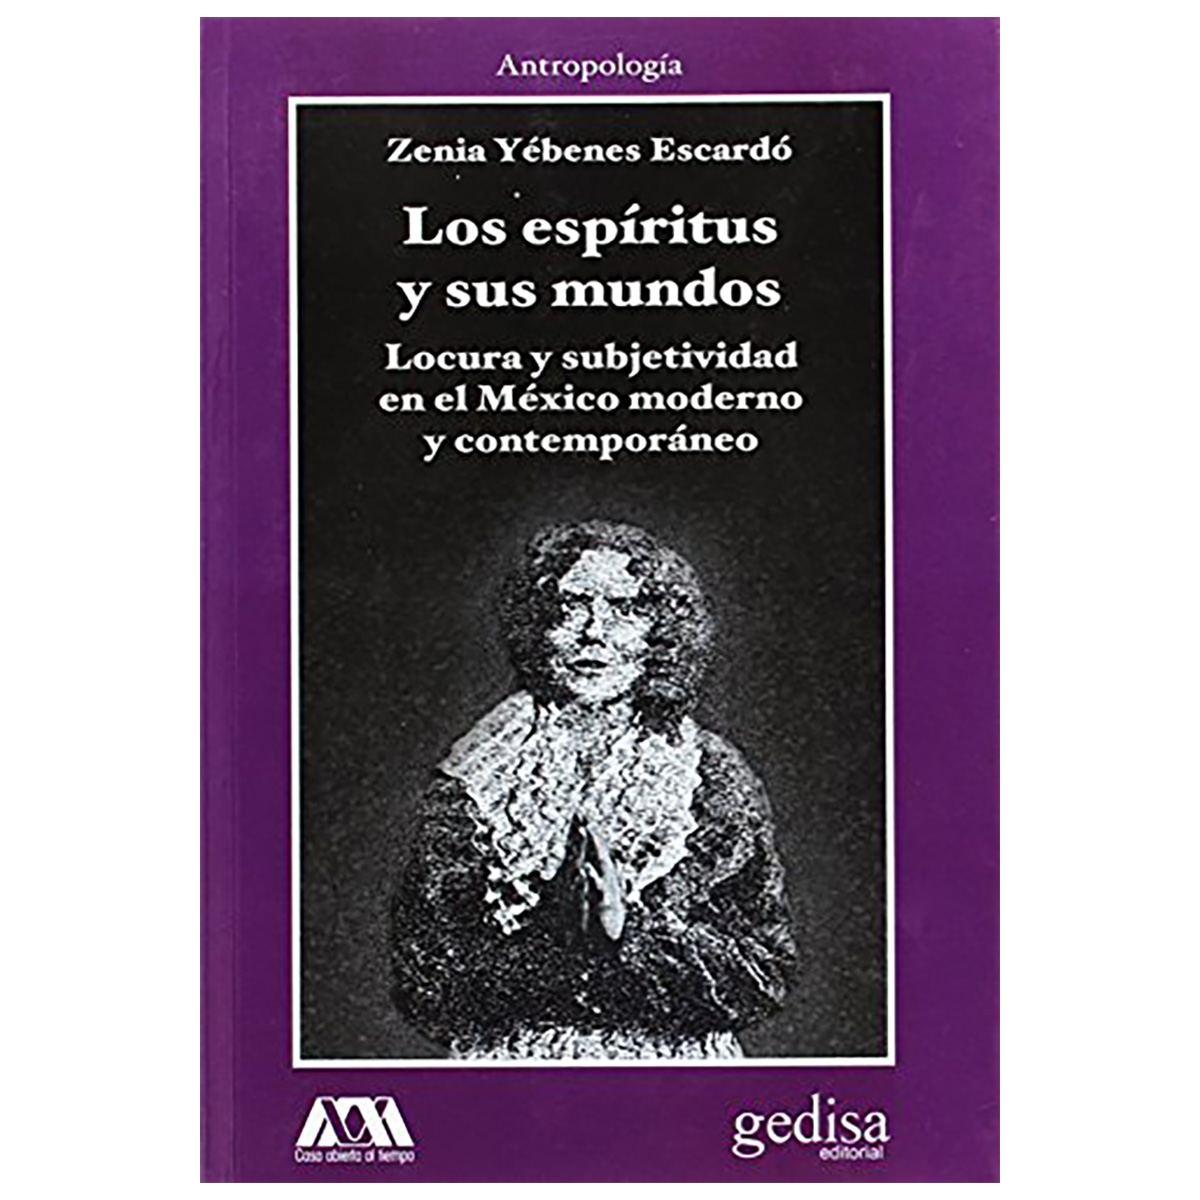 Antropología
Zenia Yébenes Escardó
Los espíritus
y sus mundos
Locura y subjetividad
en el México moderno
y contemporáneo
Casa abierta al tiempo
gedisa
editorial